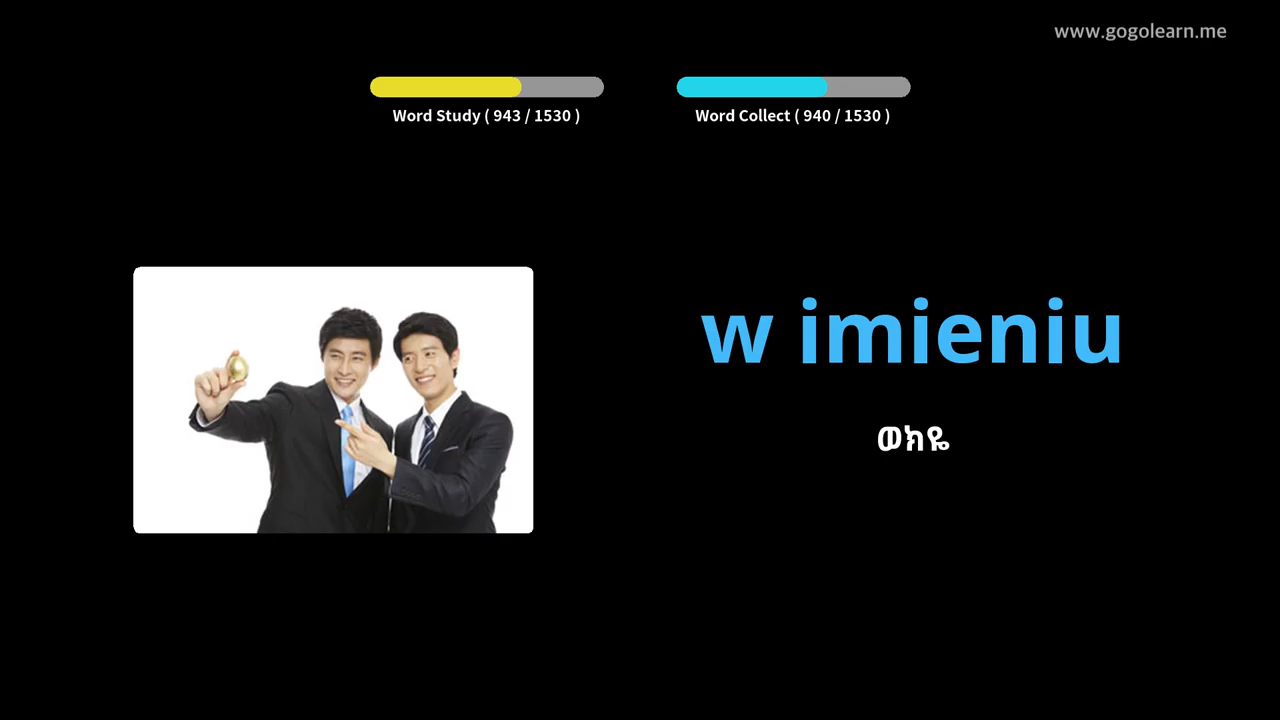 www.gogolearn.me
Word Study ( 943 / 1530 )
Word Collect ( 940 / 1530 )
w imieniu
ወክዬ